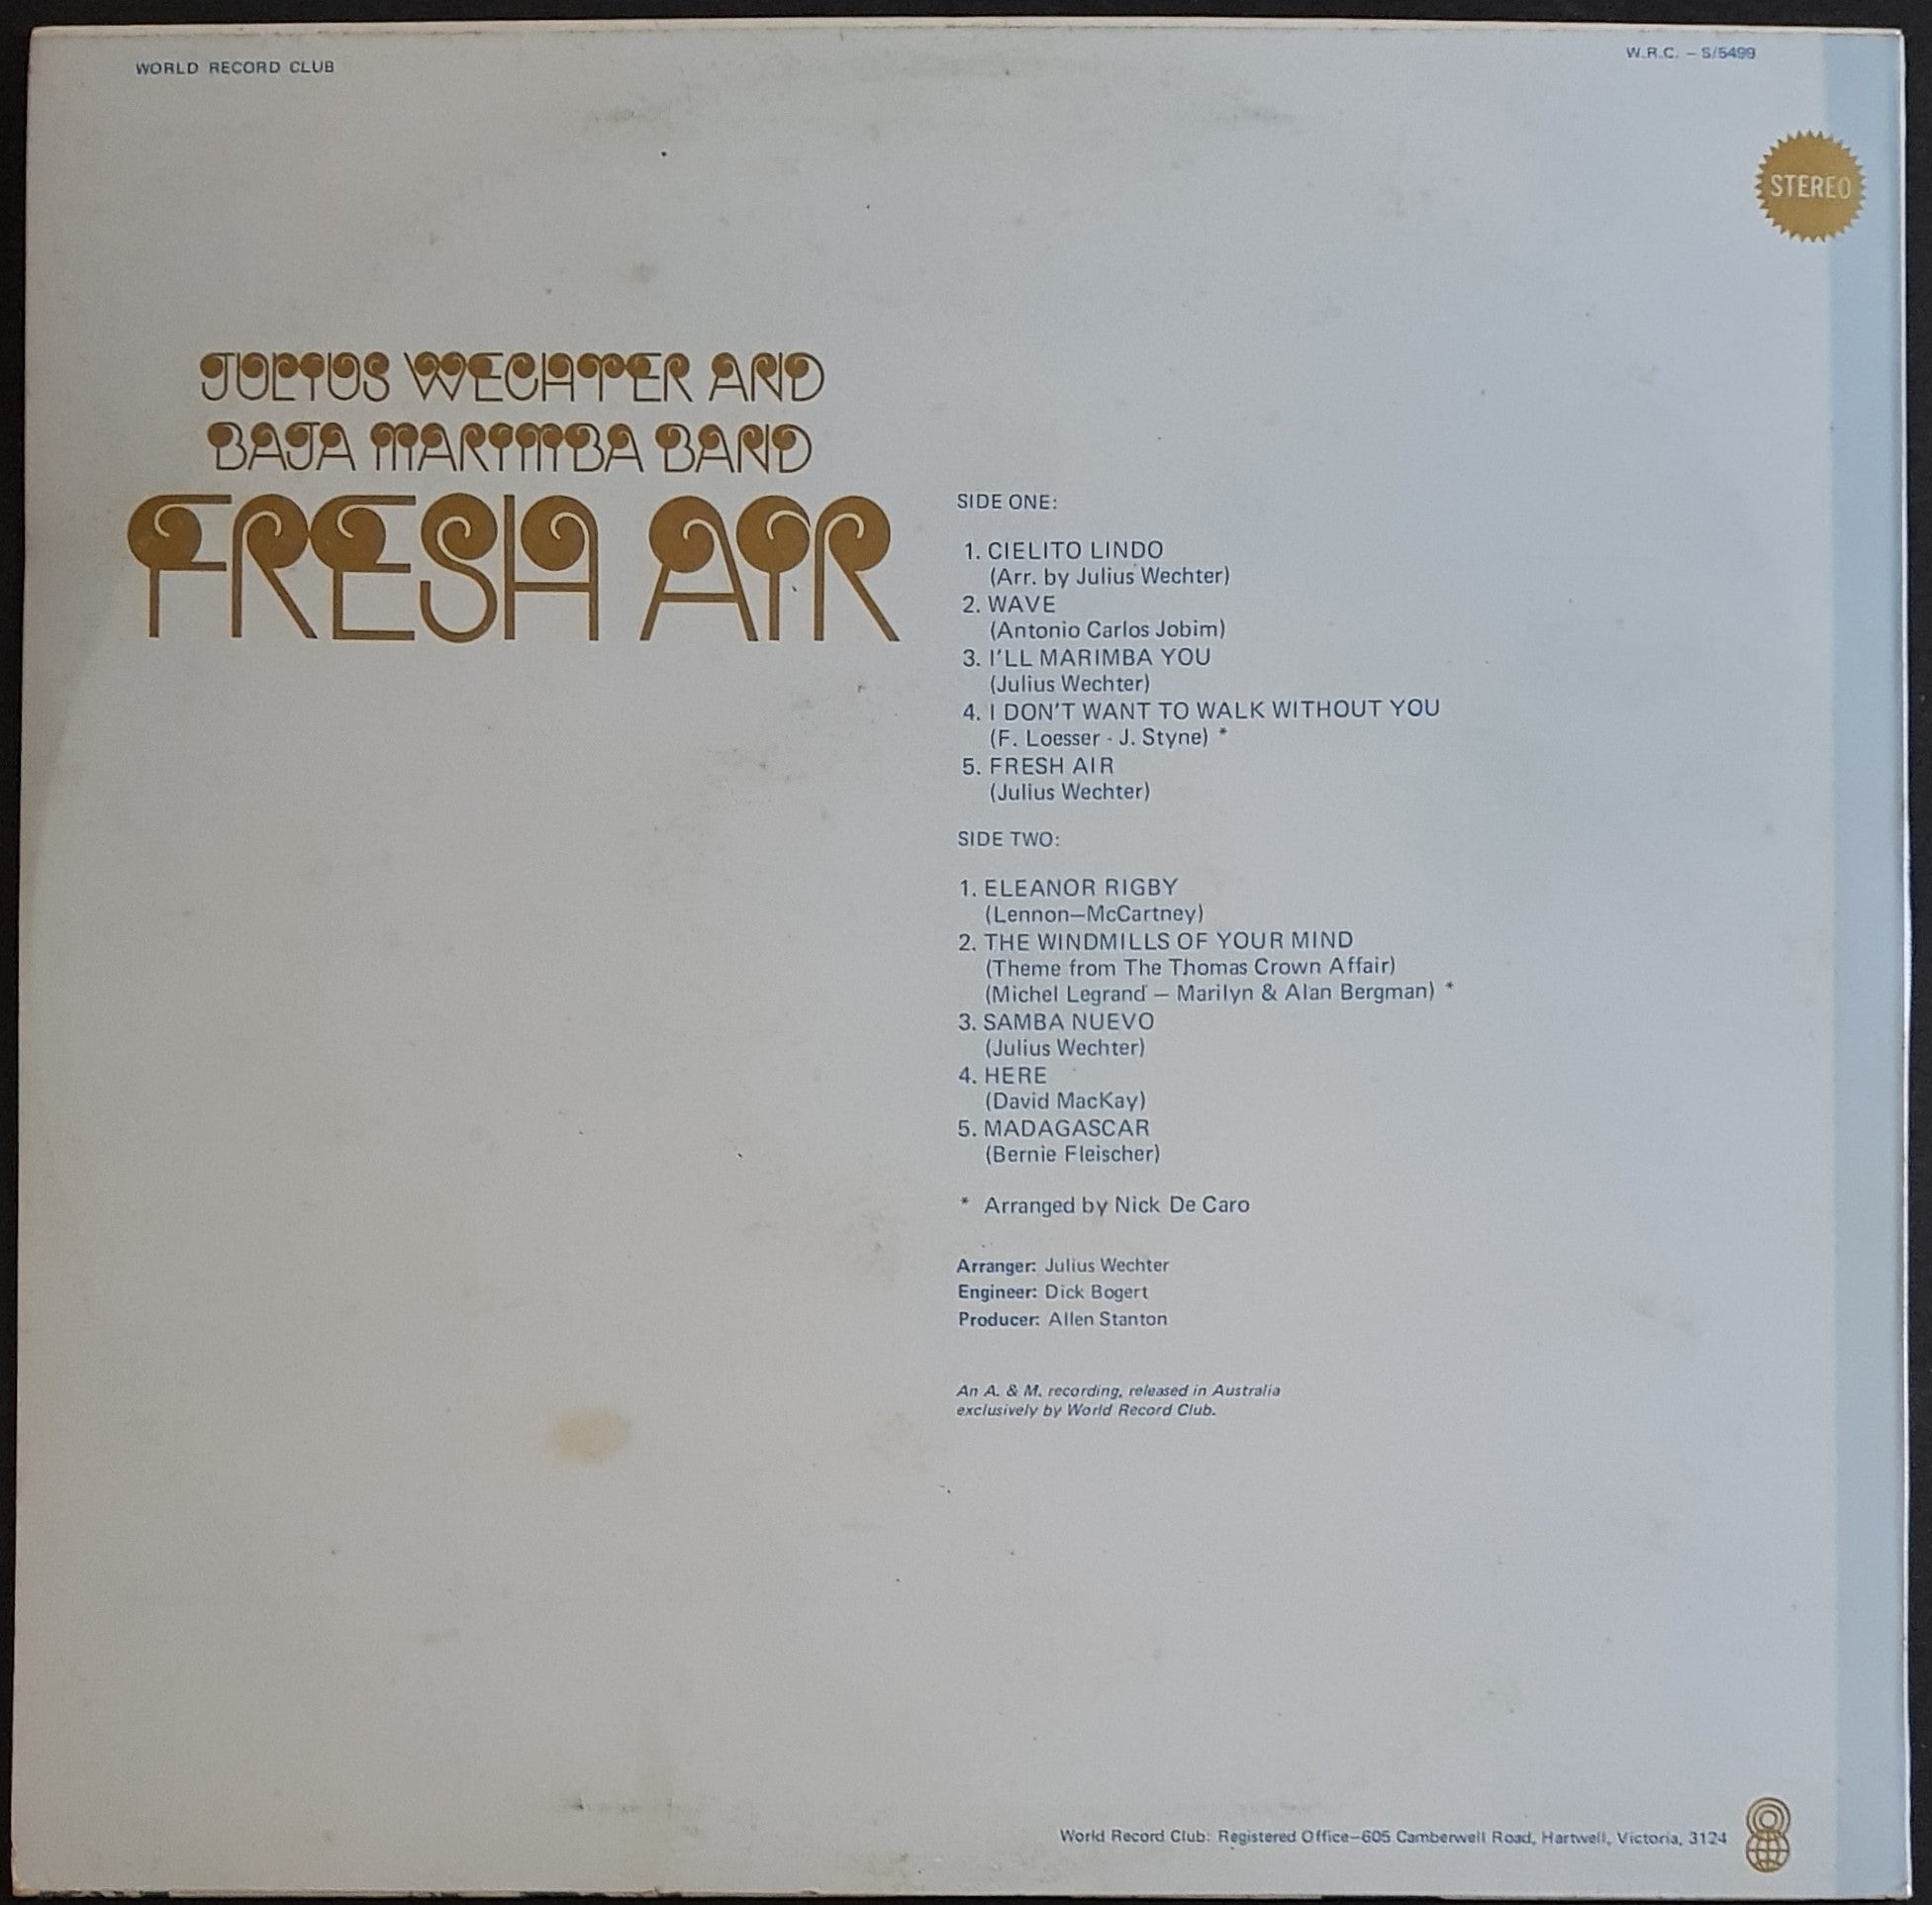 WORLD RECORD CLUB
W.R.C. – S/5499
STEREO
JULIUS WECHTER AND
BAJA MARIMBA BAND
FRESH AIR
SIDE ONE:
1. CIELITO LINDO
(Arr. by Julius Wechter)
2. WAVE
(Antonio Carlos Jobim)
3. I'LL MARIMBA YOU
(Julius Wechter)
4. I DON'T WANT TO WALK WITHOUT YOU
(F. Loesser - J. Styne) *
5. FRESH AIR
(Julius Wechter)
SIDE TWO:
1. ELEANOR RIGBY
(Lennon–McCartney)
2. THE WINDMILLS OF YOUR MIND
(Theme from The Thomas Crown Affair)
(Michel Legrand – Marilyn & Alan Bergman) *
3. SAMBA NUEVO
(Julius Wechter)
4. HERE
(David MacKay)
5. MADAGASCAR
(Bernie Fleischer)
* Arranged by Nick De Caro
Arranger: Julius Wechter
Engineer: Dick Bogert
Producer: Allen Stanton
An A. & M. recording, released in Australia
exclusively by World Record Club.
World Record Club: Registered Office–605 Camberwell Road, Hartwell, Victoria, 3124